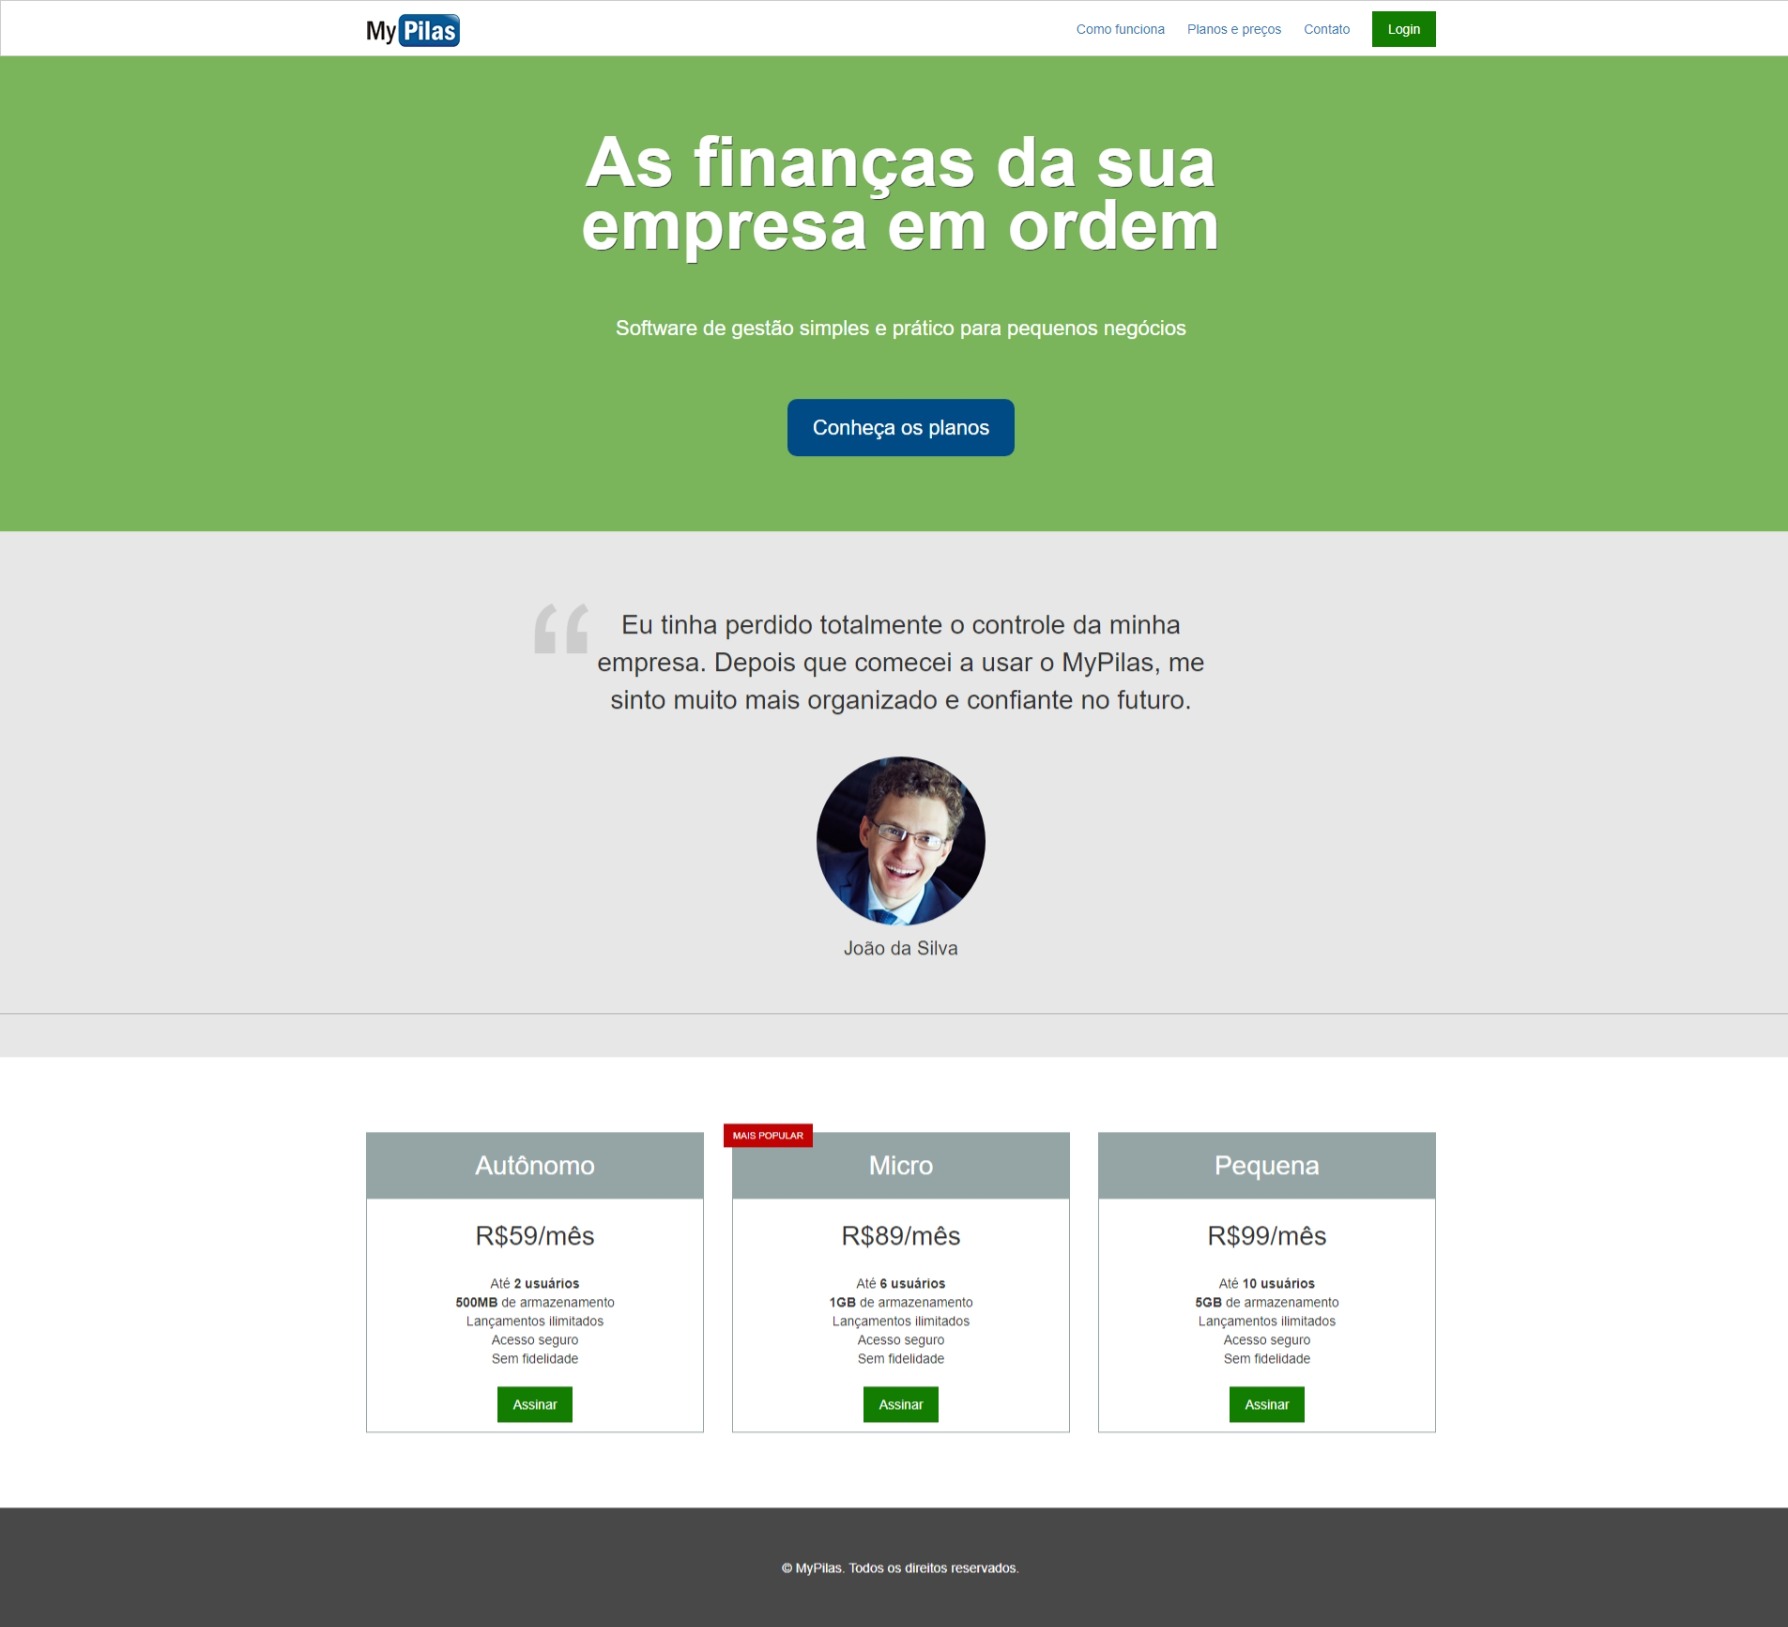 My Pilas
Como funciona
Planos e preços
Contato
Login
As finanças da sua
empresa em ordem
Software de gestão simples e prático para pequenos negócios
Conheça os planos
“
Eu tinha perdido totalmente o controle da minha
empresa. Depois que comecei a usar o MyPilas, me
sinto muito mais organizado e confiante no futuro.
João da Silva
Autônomo
R$59/mês
Até 2 usuários
500MB de armazenamento
Lançamentos ilimitados
Acesso seguro
Sem fidelidade
Assinar
MAIS POPULAR
Micro
R$89/mês
Até 6 usuários
1GB de armazenamento
Lançamentos ilimitados
Acesso seguro
Sem fidelidade
Assinar
Pequena
R$99/mês
Até 10 usuários
5GB de armazenamento
Lançamentos ilimitados
Acesso seguro
Sem fidelidade
Assinar
© MyPilas. Todos os direitos reservados.